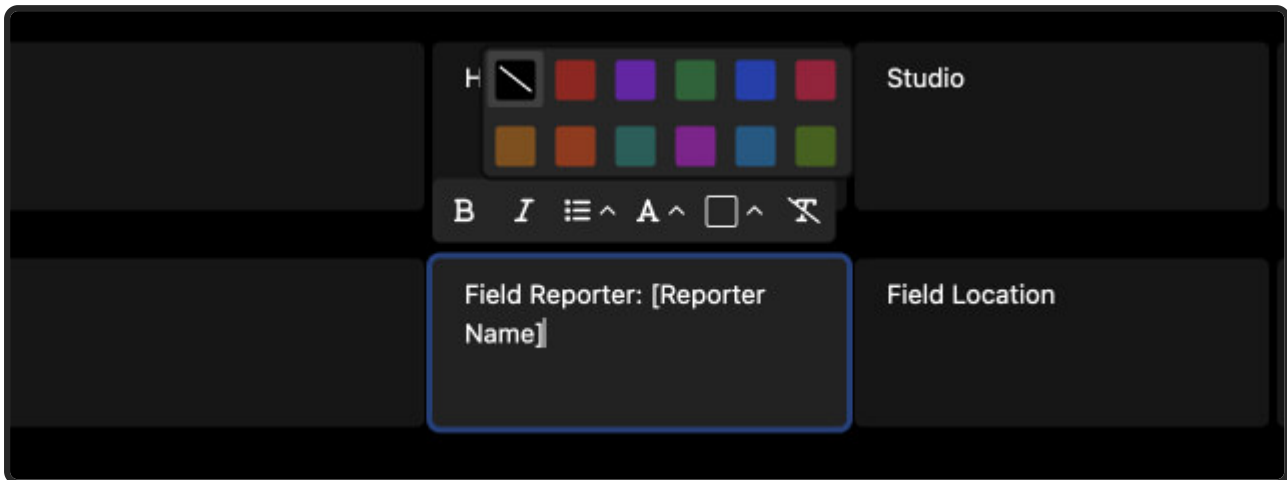 H
Studio
B I A T
Field Reporter: [Reporter
Name]
Field Location